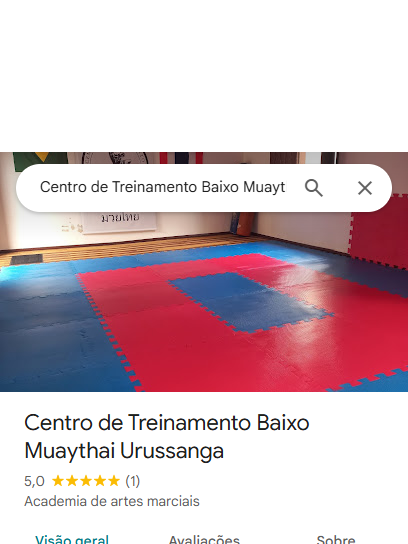 Centro de Treinamento Baixo Muayt
มวยไทย
Centro de Treinamento Baixo
Muaythai Urussanga
5,0 ★★★★★ (1)
Academia de artes marciais
Visão geral Avaliações Sobre